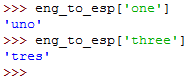 >>> eng_to_esp['one']
'uno'
>>> eng_to_esp['three']
'tres'
>>>